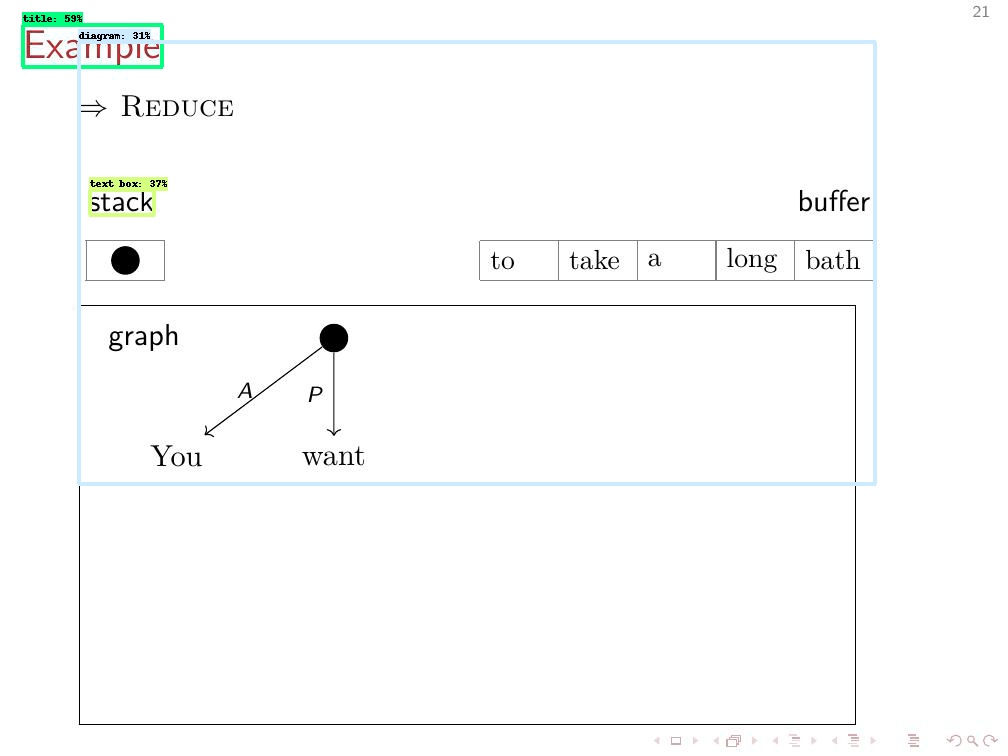 21
title: 59%
diagram: 31%
Example
⇒ REDUCE
text box: 37%
stack
buffer
to take a long bath
graph
A
P
You want